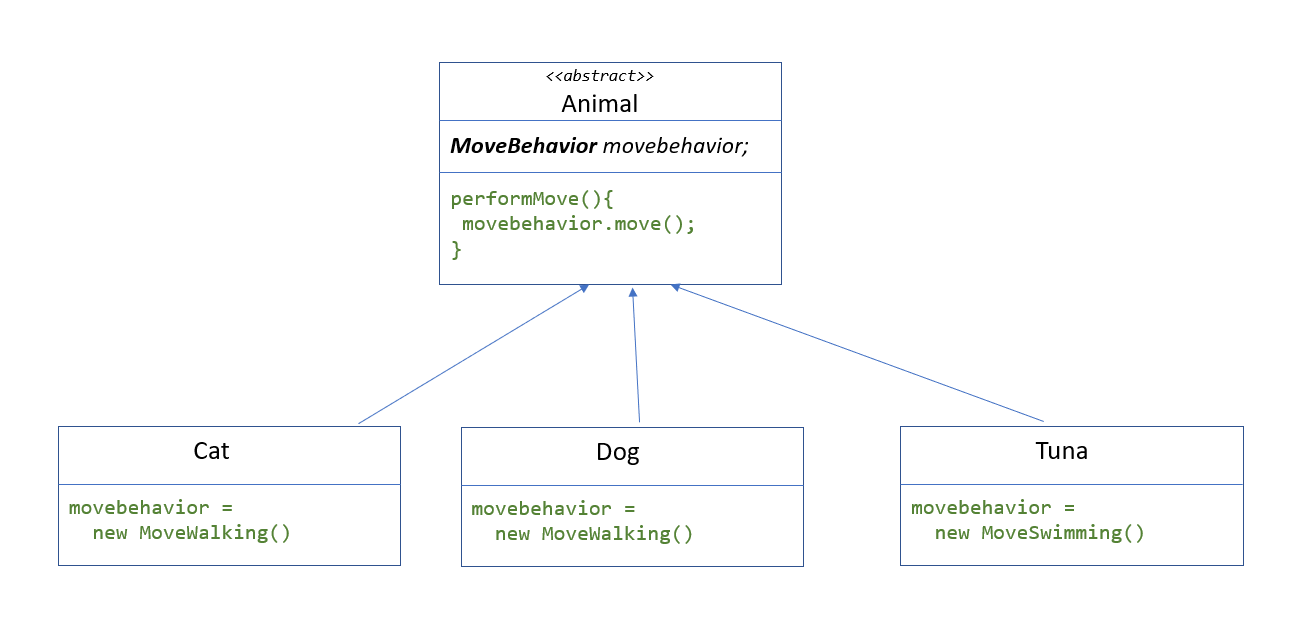 <<abstract>>
Animal
MoveBehavior movebehavior;
performMove(){
movebehavior.move();
}
Cat
movebehavior =
new MoveWalking()
Dog
movebehavior =
new MoveWalking()
Tuna
movebehavior =
new MoveSwimming()